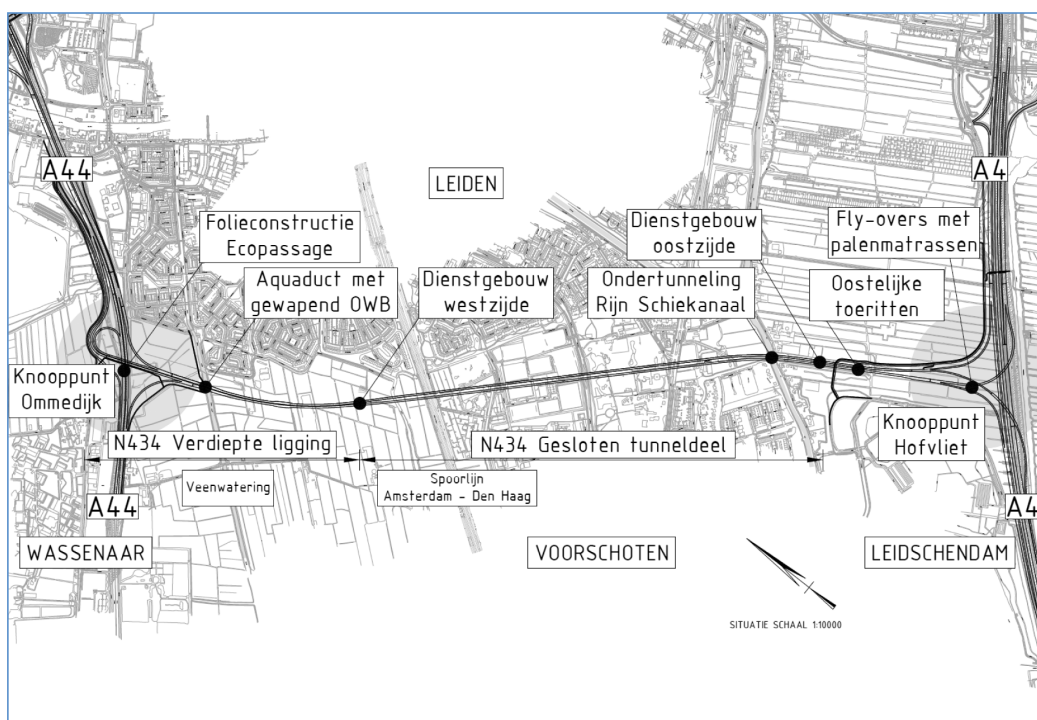 A44
A4
LEIDEN
Folieconstructie
Ecopassage
Dienstgebouw
oostzijde
Fly-overs met
palenmatrassen
Aquaduct met
gewapend OWB
Dienstgebouw
westzijde
Ondertunneling
Rijn Schiekanaal
Oostelijke
toeritten
Knooppunt
Ommedijk
Knooppunt
Hofvliet
N434 Verdiepte ligging
N434 Gesloten tunneldeel
Veenwatering
Spoorlijn
Amsterdam - Den Haag
A44
A4
WASSENAAR
VOORSCHOTEN
LEIDSCHENDAM
SITUATIE SCHAAL 1:10000